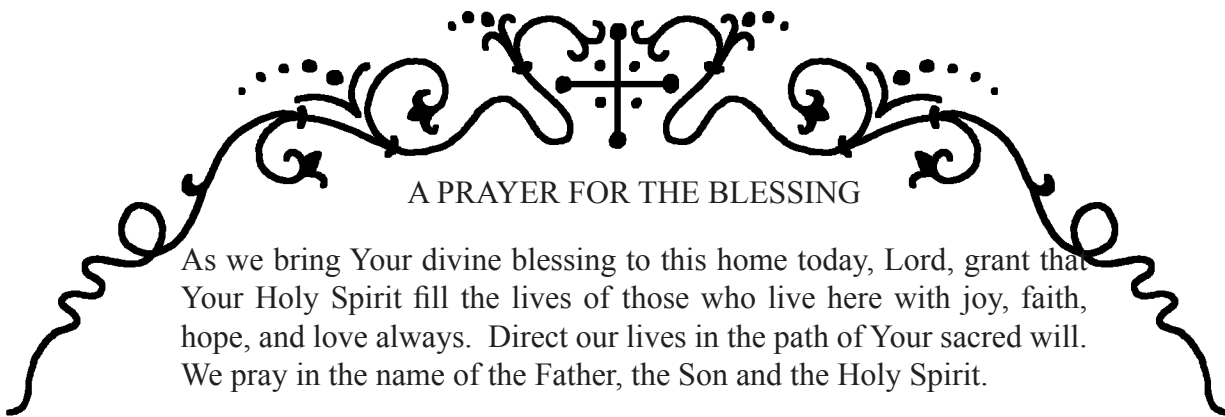 A PRAYER FOR THE BLESSING
As we bring Your divine blessing to this home today, Lord, grant that
Your Holy Spirit fill the lives of those who live here with joy, faith,
hope, and love always.  Direct our lives in the path of Your sacred will.
We pray in the name of the Father, the Son and the Holy Spirit.